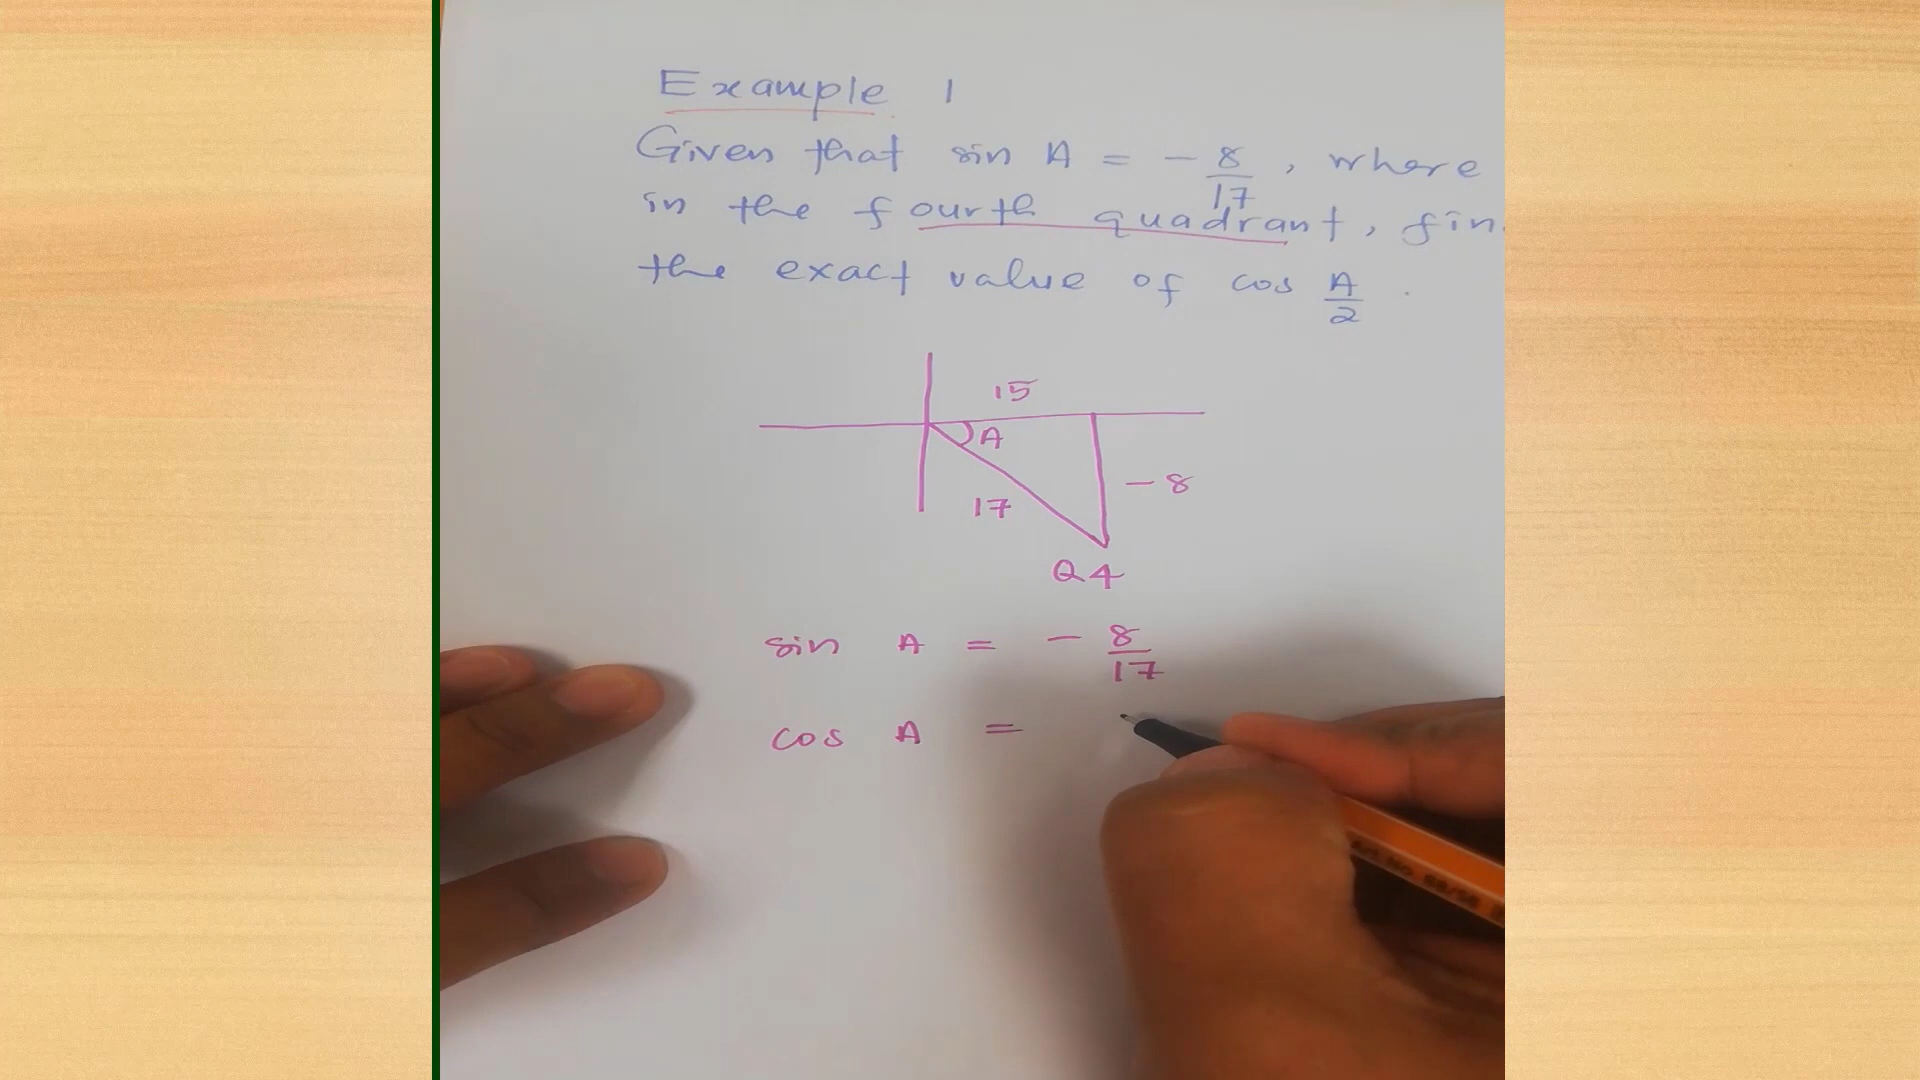 Example 1
Given that sin A = - 8/17, where
in the fourth quadrant, fin
the exact value of cos A/2.
15
A
17
- 8
Q4
sin A = - 8/17
cos A =